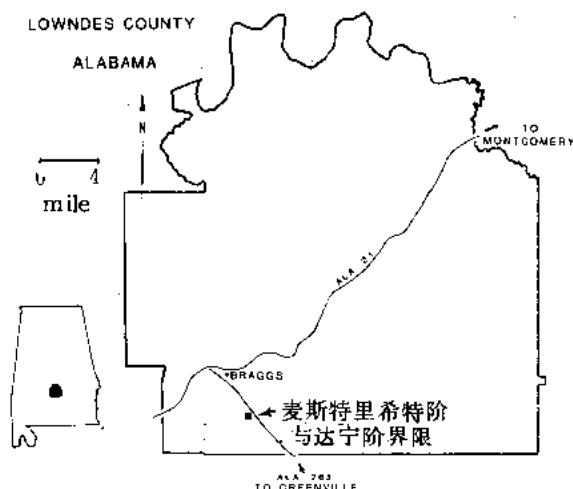 LOWNDES COUNTY
ALABAMA
N
0 4
mile
TO
MONTGOMERY
ALA 21
BRAGGS
麦斯特里希特阶
与达宁阶界限
ALA 263
TO GREENVILLE